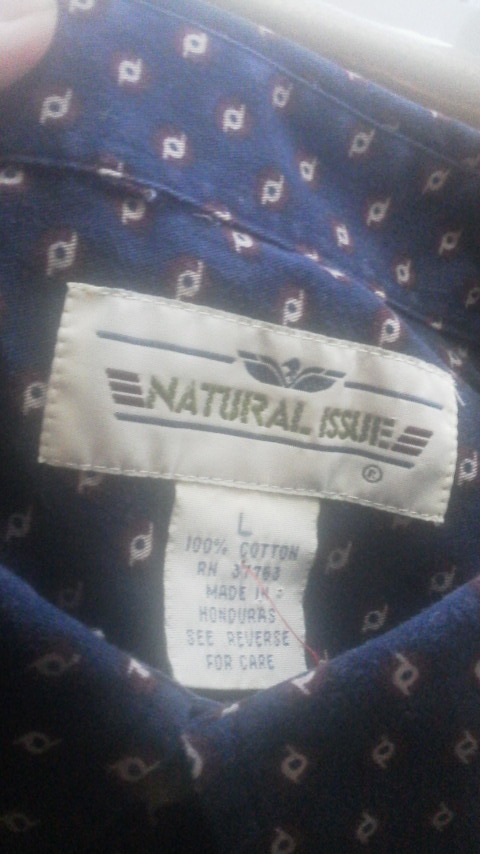 NATURAL ISSUE
®
L
100% COTTON
RN 37763
MADE IN
HONDURAS
SEE REVERSE
FOR CARE